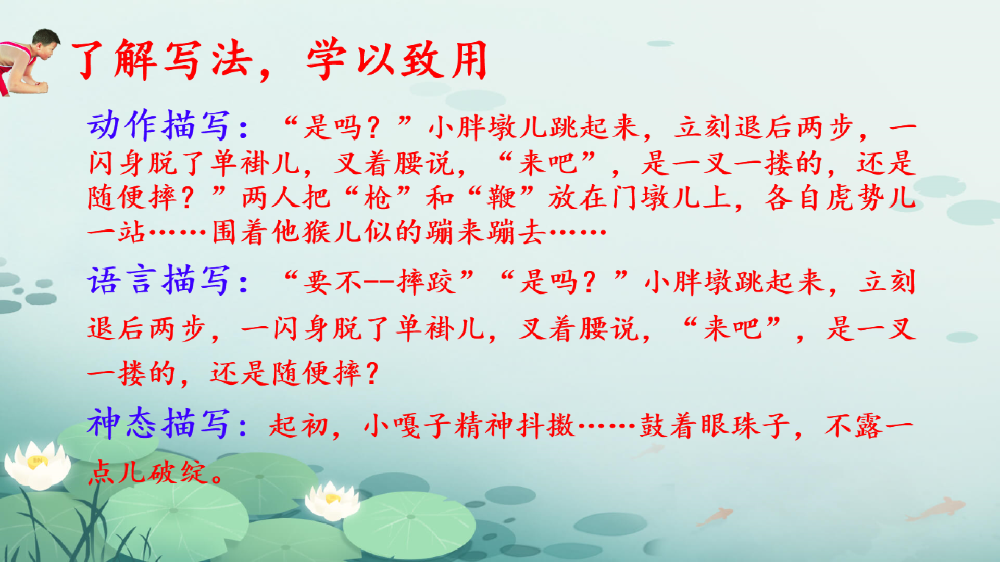 了解写法，学以致用
动作描写：“是吗？”小胖墩儿跳起来，立刻退后两步，一
闪身脱了单褂儿，叉着腰说，“来吧”，是一叉一搂的，还是
随便摔？”两人把“枪”和“鞭”放在门墩儿上，各自虎势儿
一站……围着他猴儿似的蹦来蹦去……
语言描写：“要不--摔跤”“是吗？”小胖墩跳起来，立刻
退后两步，一闪身脱了单褂儿，叉着腰说，“来吧”，是一叉
一搂的，还是随便摔？
神态描写：起初，小嘎子精神抖擞……鼓着眼珠子，不露一
点儿破绽。